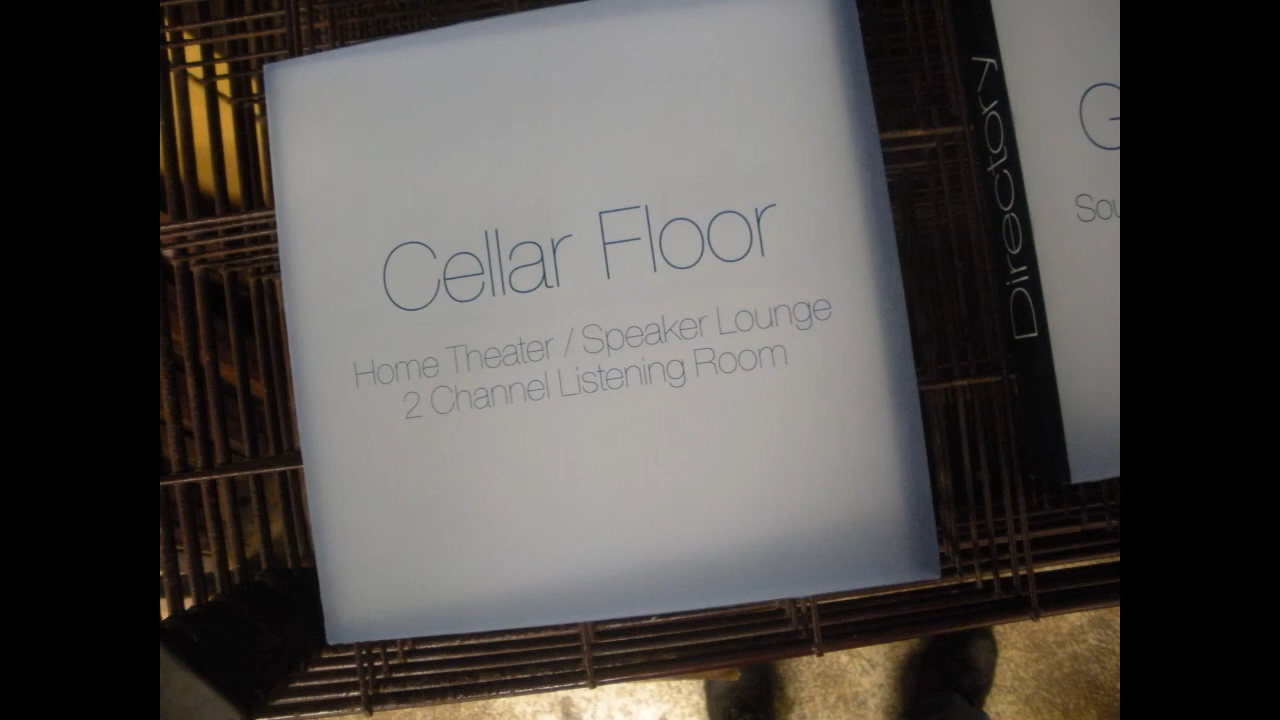 Cellar Floor
Home Theater / Speaker Lounge
2 Channel Listening Room
Directory